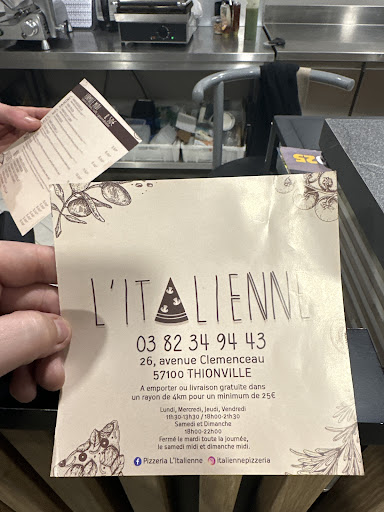 L'ITALIENNE
03 82 34 94 43
26, avenue Clemenceau
57100 THIONVILLE
A emporter ou livraison gratuite dans
un rayon de 4km pour un minimum de 25€
Lundi, Mercredi, Jeudi, Vendredi
11h30-13h30 / 18h00-21h30
Samedi et Dimanche
18h00-22h00
Fermé le mardi toute la journée,
le samedi midi et dimanche midi.
Pizzeria L'Italienne italiennepizzeria